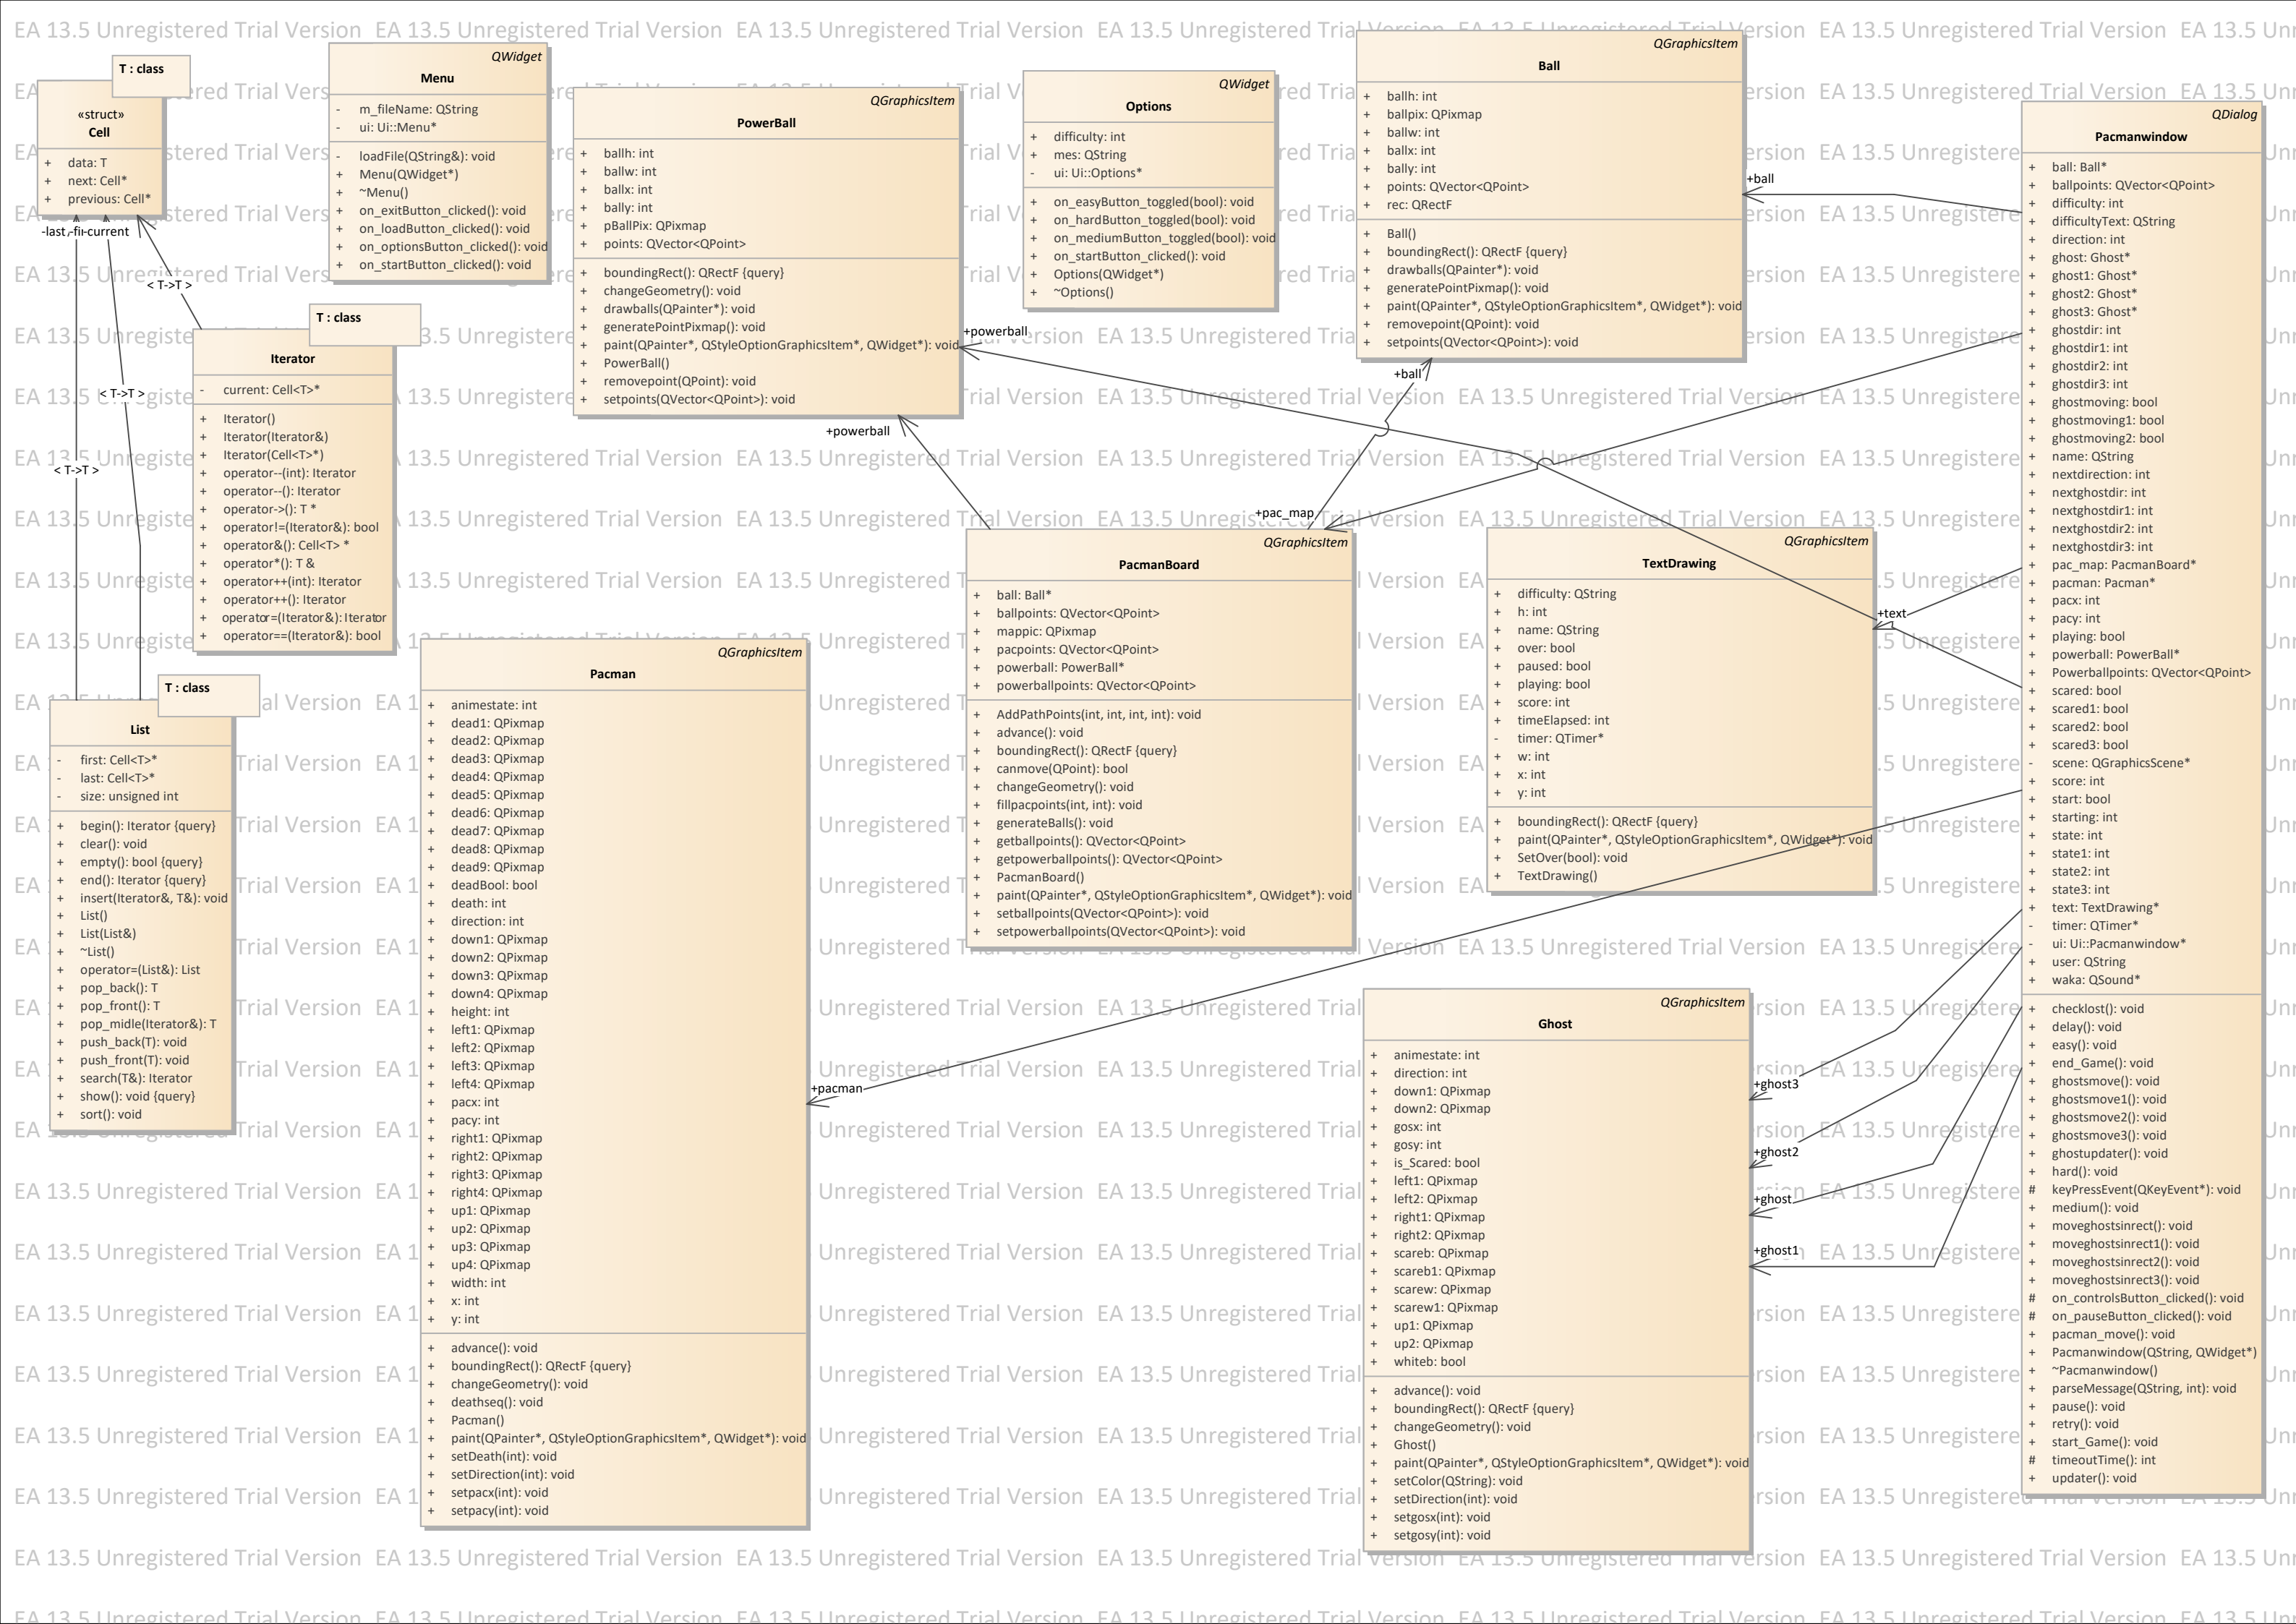 EA 13.5 Unregistered Trial Version
T : class
«struct»
Cell
+ data: T
+ next: Cell*
+ previous: Cell*
QWidget
Menu
- m_fileName: QString
- ui: Ui::Menu*
- loadFile(QString&): void
+ Menu(QWidget*)
+ ~Menu()
+ on_exitButton_clicked(): void
+ on_loadButton_clicked(): void
+ on_optionsButton_clicked(): void
+ on_startButton_clicked(): void
QGraphicsItem
PowerBall
+ ballh: int
+ ballw: int
+ ballx: int
+ bally: int
+ pBallPix: QPixmap
+ points: QVector<QPoint>
+ boundingRect(): QRectF {query}
+ changeGeometry(): void
+ drawballs(QPainter*): void
+ generatePointPixmap(): void
+ paint(QPainter*, QStyleOptionGraphicsItem*, QWidget*): void
+ PowerBall()
+ removepoint(QPoint): void
+ setpoints(QVector<QPoint>): void
QWidget
Options
+ difficulty: int
+ mes: QString
- ui: Ui::Options*
+ on_easyButton_toggled(bool): void
+ on_hardButton_toggled(bool): void
+ on_mediumButton_toggled(bool): void
+ on_startButton_clicked(): void
+ Options(QWidget*)
+ ~Options()
QGraphicsItem
Ball
+ ballh: int
+ ballpix: QPixmap
+ ballw: int
+ ballx: int
+ bally: int
+ points: QVector<QPoint>
+ rec: QRectF
+ Ball()
+ boundingRect(): QRectF {query}
+ drawballs(QPainter*): void
+ generatePointPixmap(): void
+ paint(QPainter*, QStyleOptionGraphicsItem*, QWidget*): void
+ removepoint(QPoint): void
+ setpoints(QVector<QPoint>): void
QDialog
Pacmanwindow
+ ball: Ball*
+ ballpoints: QVector<QPoint>
+ difficulty: int
+ difficultyText: QString
+ direction: int
+ ghost: Ghost*
+ ghost1: Ghost*
+ ghost2: Ghost*
+ ghost3: Ghost*
+ ghostdir: int
+ ghostdir1: int
+ ghostdir2: int
+ ghostdir3: int
+ ghostmoving: bool
+ ghostmoving1: bool
+ ghostmoving2: bool
+ name: QString
+ nextdirection: int
+ nextghostdir: int
+ nextghostdir1: int
+ nextghostdir2: int
+ nextghostdir3: int
+ pac_map: PacmanBoard*
+ pacman: Pacman*
+ pacx: int
+ pacy: int
+ playing: bool
+ powerball: PowerBall*
+ Powerballpoints: QVector<QPoint>
+ scared: bool
+ scared1: bool
+ scared2: bool
+ scared3: bool
- scene: QGraphicsScene*
+ score: int
+ start: bool
+ starting: int
+ state: int
+ state1: int
+ state2: int
+ state3: int
+ text: TextDrawing*
- timer: QTimer*
- ui: Ui::Pacmanwindow*
+ user: QString
+ waka: QSound*
+ checklost(): void
+ delay(): void
+ easy(): void
+ end_Game(): void
+ ghostsmove(): void
+ ghostsmove1(): void
+ ghostsmove2(): void
+ ghostsmove3(): void
+ ghostupdater(): void
+ hard(): void
# keyPressEvent(QKeyEvent*): void
+ medium(): void
+ moveghostsinrect(): void
+ moveghostsinrect1(): void
+ moveghostsinrect2(): void
+ moveghostsinrect3(): void
# on_controlsButton_clicked(): void
# on_pauseButton_clicked(): void
+ pacman_move(): void
+ Pacmanwindow(QString, QWidget*)
+ ~Pacmanwindow()
+ parseMessage(QString, int): void
+ pause(): void
+ retry(): void
+ start_Game(): void
# timeoutTime(): int
+ updater(): void
-last
-current
< T->T >
< T->T >
< T->T >
T : class
Iterator
- current: Cell<T>*
+ Iterator()
+ Iterator(Iterator&)
+ Iterator(Cell<T>*)
+ operator--(int): Iterator
+ operator--(): Iterator
+ operator->(): T *
+ operator!=(Iterator&): bool
+ operator&(): Cell<T> *
+ operator*(): T &
+ operator++(int): Iterator
+ operator++(): Iterator
+ operator=(Iterator&): Iterator
+ operator==(Iterator&): bool
T : class
List
- first: Cell<T>*
- last: Cell<T>*
- size: unsigned int
+ begin(): Iterator {query}
+ clear(): void
+ empty(): bool {query}
+ end(): Iterator {query}
+ insert(Iterator&, T&): void
+ List()
+ List(List&)
+ ~List()
+ operator=(List&): List
+ pop_back(): T
+ pop_front(): T
+ pop_midle(Iterator&): T
+ push_back(T): void
+ push_front(T): void
+ search(T&): Iterator
+ show(): void {query}
+ sort(): void
QGraphicsItem
Pacman
+ animestate: int
+ dead1: QPixmap
+ dead2: QPixmap
+ dead3: QPixmap
+ dead4: QPixmap
+ dead5: QPixmap
+ dead6: QPixmap
+ dead7: QPixmap
+ dead8: QPixmap
+ dead9: QPixmap
+ deadBool: bool
+ death: int
+ direction: int
+ down1: QPixmap
+ down2: QPixmap
+ down3: QPixmap
+ down4: QPixmap
+ height: int
+ left1: QPixmap
+ left2: QPixmap
+ left3: QPixmap
+ left4: QPixmap
+ pacx: int
+ pacy: int
+ right1: QPixmap
+ right2: QPixmap
+ right3: QPixmap
+ right4: QPixmap
+ up1: QPixmap
+ up2: QPixmap
+ up3: QPixmap
+ up4: QPixmap
+ width: int
+ x: int
+ y: int
+ advance(): void
+ boundingRect(): QRectF {query}
+ changeGeometry(): void
+ deathseq(): void
+ Pacman()
+ paint(QPainter*, QStyleOptionGraphicsItem*, QWidget*): void
+ setDeath(int): void
+ setDirection(int): void
+ setpacx(int): void
+ setpacy(int): void
QGraphicsItem
PacmanBoard
+ ball: Ball*
+ ballpoints: QVector<QPoint>
+ mappic: QPixmap
+ pacpoints: QVector<QPoint>
+ powerball: PowerBall*
+ powerballpoints: QVector<QPoint>
+ AddPathPoints(int, int, int, int): void
+ advance(): void
+ boundingRect(): QRectF {query}
+ canmove(QPoint): bool
+ changeGeometry(): void
+ fillpacpoints(int, int): void
+ generateBalls(): void
+ getballpoints(): QVector<QPoint>
+ getpowerballpoints(): QVector<QPoint>
+ PacmanBoard()
+ paint(QPainter*, QStyleOptionGraphicsItem*, QWidget*): void
+ setballpoints(QVector<QPoint>): void
+ setpowerballpoints(QVector<QPoint>): void
QGraphicsItem
TextDrawing
+ difficulty: QString
+ h: int
+ name: QString
+ over: bool
+ paused: bool
+ playing: bool
+ score: int
+ timeElapsed: int
- timer: QTimer*
+ w: int
+ x: int
+ y: int
+ boundingRect(): QRectF {query}
+ paint(QPainter*, QStyleOptionGraphicsItem*, QWidget*): void
+ SetOver(bool): void
+ TextDrawing()
QGraphicsItem
Ghost
+ animestate: int
+ direction: int
+ down1: QPixmap
+ down2: QPixmap
+ gosx: int
+ gosy: int
+ is_Scared: bool
+ left1: QPixmap
+ left2: QPixmap
+ right1: QPixmap
+ right2: QPixmap
+ scareb: QPixmap
+ scareb1: QPixmap
+ scarew: QPixmap
+ scarew1: QPixmap
+ up1: QPixmap
+ up2: QPixmap
+ whiteb: bool
+ advance(): void
+ boundingRect(): QRectF {query}
+ changeGeometry(): void
+ Ghost()
+ paint(QPainter*, QStyleOptionGraphicsItem*, QWidget*): void
+ setColor(QString): void
+ setDirection(int): void
+ setgosx(int): void
+ setgosy(int): void
+ball
+powerball
+ball
+powerball
+pac_map
+text
+pacman
+ghost3
+ghost2
+ghost
+ghost1